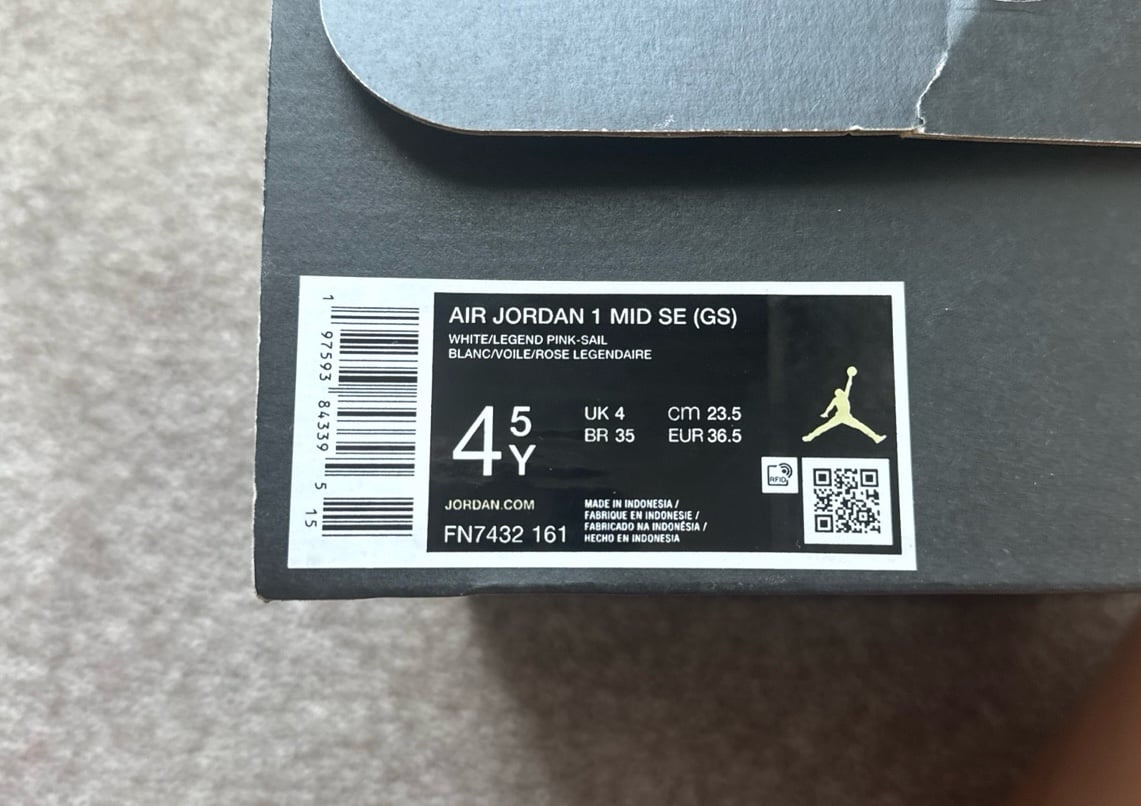 1 97593 84339 5 15
AIR JORDAN 1 MID SE (GS)
WHITE/LEGEND PINK-SAIL
BLANC/VOILE/ROSE LEGENDAIRE
4 5 Y
UK 4 cm 23.5
BR 35 EUR 36.5
RFID
JORDAN.COM
FN7432 161
MADE IN INDONESIA /
FABRIQUE EN INDONESIE /
FABRICADO NA INDONÉSIA /
HECHO EN INDONESIA